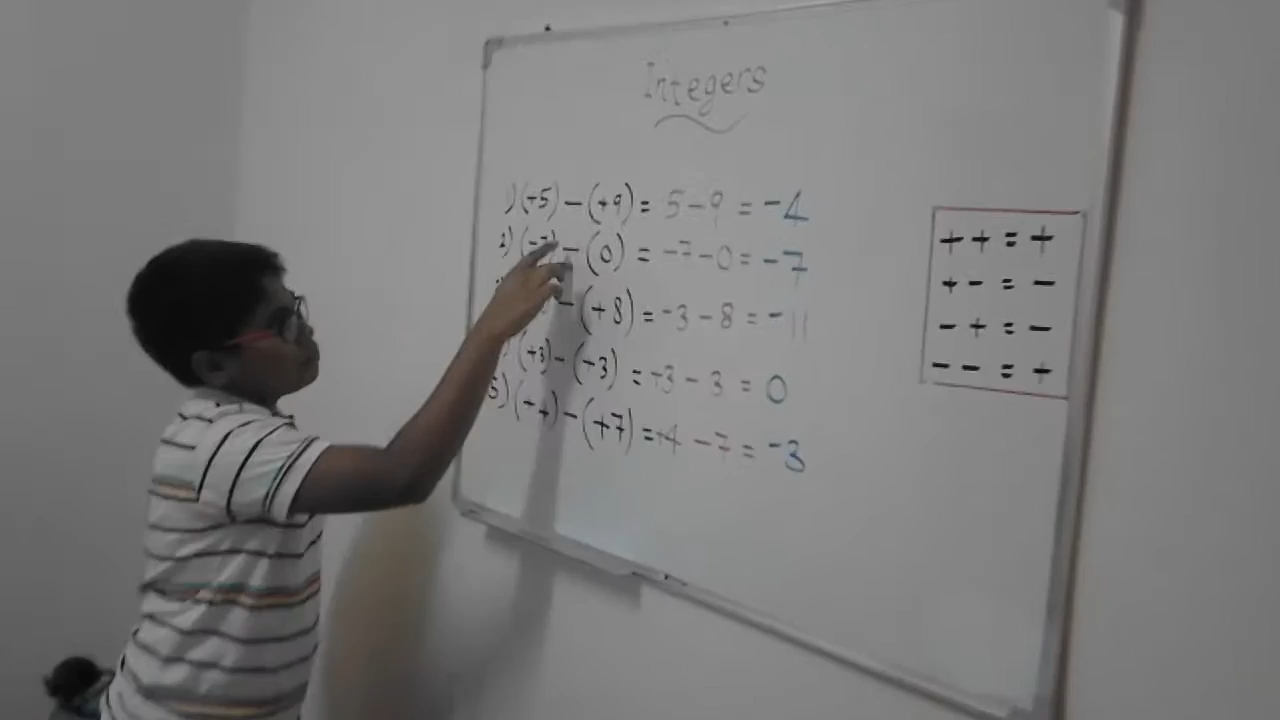 Integers
1) (+5) - (+9) = 5 - 9 = -4
2) (-7) - (0) = -7 - 0 = -7
- (+8) = -3 - 8 = -11
(+3) - (+3) = +3 - 3 = 0
5) (+4) - (+7) = +4 - 7 = -3
+ + = +
+ - = -
- + = -
- - = +